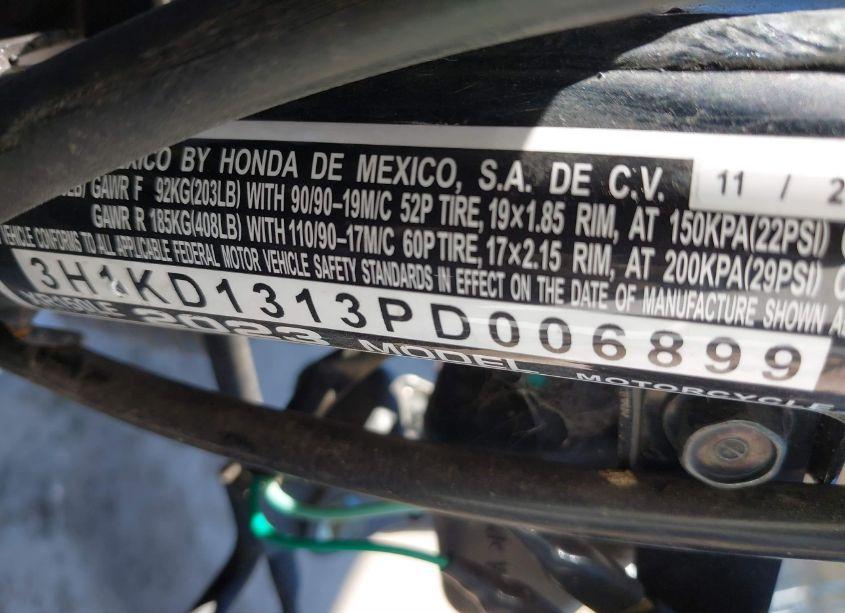 MEXICO BY HONDA DE MEXICO, S.A. DE C.V. 11 / 2
GAWR F 92KG(203LB) WITH 90/90-19M/C 52P TIRE, 19×1.85 RIM, AT 150KPA(22PSI)
GAWR R 185KG(408LB) WITH 110/90-17M/C 60P TIRE, 17×2.15 RIM, AT 200KPA(29PSI)
VEHICLE CONFORMS TO ALL APPLICABLE FEDERAL MOTOR VEHICLE SAFETY STANDARDS IN EFFECT ON THE DATE OF MANUFACTURE SHOWN
3H1KD1313PD006899
XR150LE 2023 MODEL MOTORCYCLE